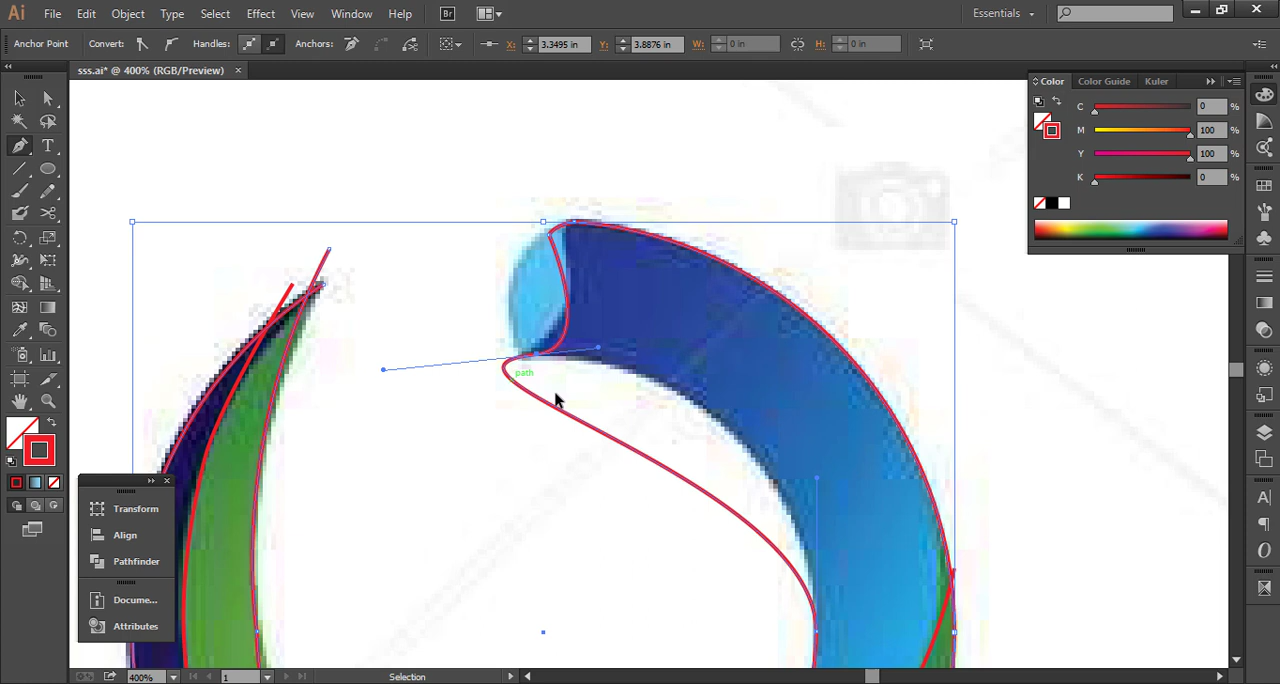 Ai File Edit Object Type Select Effect View Window Help Br Essentials
Anchor Point Convert: Handles: Anchors: X: 3.3495 in Y: 3.8876 in W: 0 in H: 0 in
sss.ai* @ 400% (RGB/Preview) ×
Color Color Guide Kuler
C 0 %
M 100 %
Y 100 %
K 0 %
path
Transform
Align
Pathfinder
Docume...
Attributes
400% 1 Selection